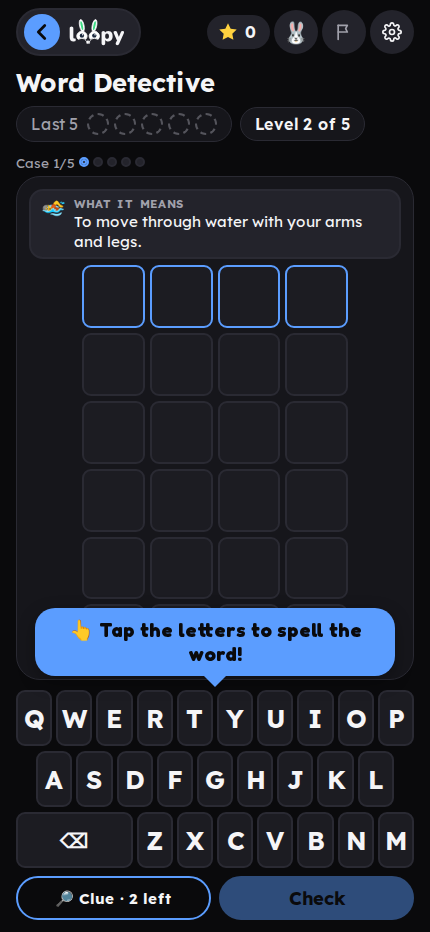 loopy
0
Word Detective
Last 5
Level 2 of 5
Case 1/5
WHAT IT MEANS
To move through water with your arms
and legs.
👆 Tap the letters to spell the
word!
Q W E R T Y U I O P
A S D F G H J K L
⌫ Z X C V B N M
🔎 Clue · 2 left
Check